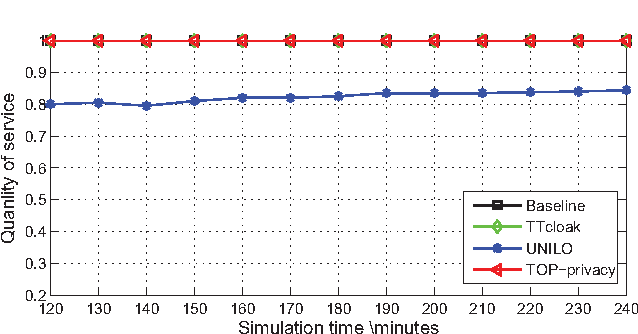 1
0.9
0.8
0.7
0.6
0.5
0.4
0.3
0.2
Quanlity of service
120 130 140 150 160 170 180 190 200 210 220 230 240
Simulation time \minutes
Baseline
TTcloak
UNILO
TOP−privacy